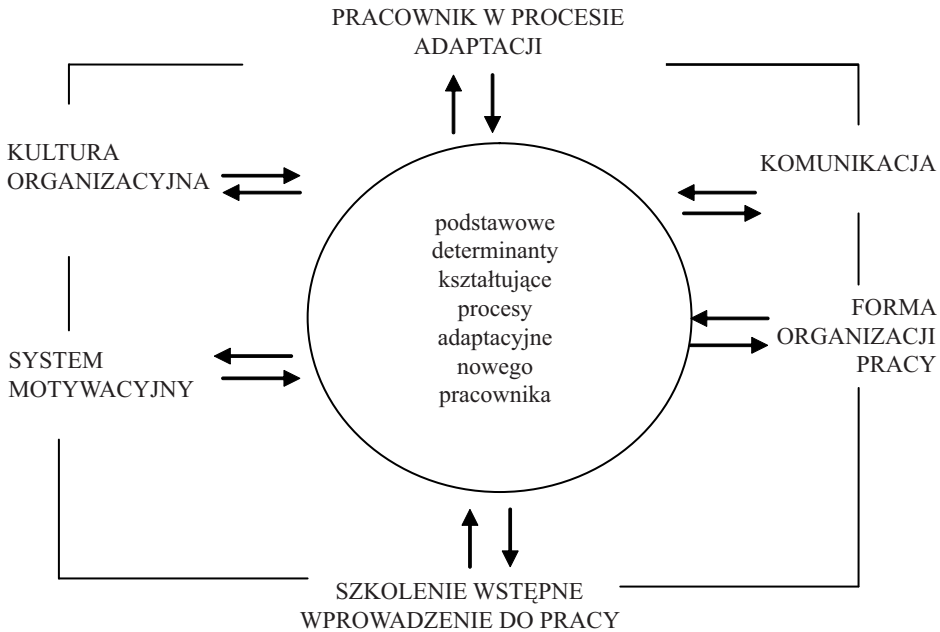 PRACOWNIK W PROCESIE
ADAPTACJI
KULTURA
ORGANIZACYJNA
KOMUNIKACJA
podstawowe
determinanty
kształtujące
procesy
adaptacyjne
nowego
pracownika
SYSTEM
MOTYWACYJNY
FORMA
ORGANIZACJI
PRACY
SZKOLENIE WSTĘPNE
WPROWADZENIE DO PRACY